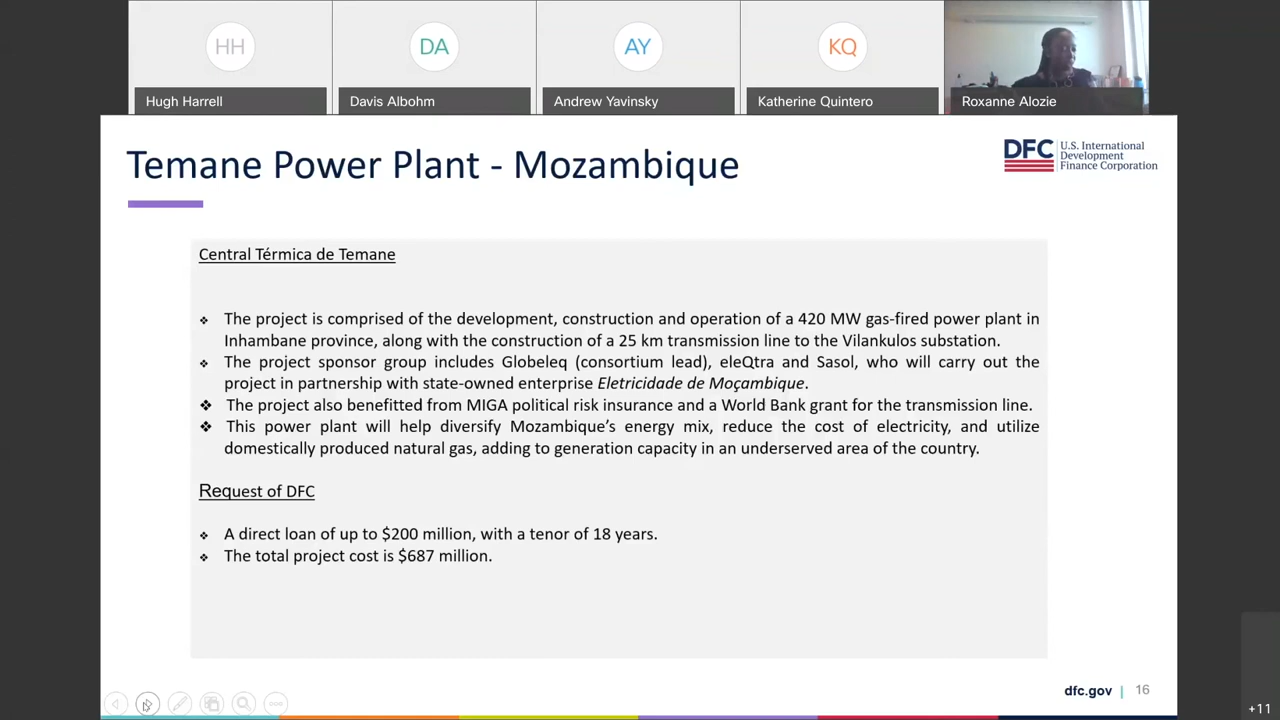 HH
DA
AY
KQ
Hugh Harrell
Davis Albohm
Andrew Yavinsky
Katherine Quintero
Roxanne Alozie
Temane Power Plant - Mozambique
DFC
U.S. International
Development
Finance Corporation
Central Térmica de Temane
❖ The project is comprised of the development, construction and operation of a 420 MW gas-fired power plant in
Inhambane province, along with the construction of a 25 km transmission line to the Vilankulos substation.
❖ The project sponsor group includes Globeleq (consortium lead), eleQtra and Sasol, who will carry out the
project in partnership with state-owned enterprise Eletricidade de Moçambique.
❖ The project also benefitted from MIGA political risk insurance and a World Bank grant for the transmission line.
❖ This power plant will help diversify Mozambique’s energy mix, reduce the cost of electricity, and utilize
domestically produced natural gas, adding to generation capacity in an underserved area of the country.
Request of DFC
❖ A direct loan of up to $200 million, with a tenor of 18 years.
❖ The total project cost is $687 million.
dfc.gov | 16
+11